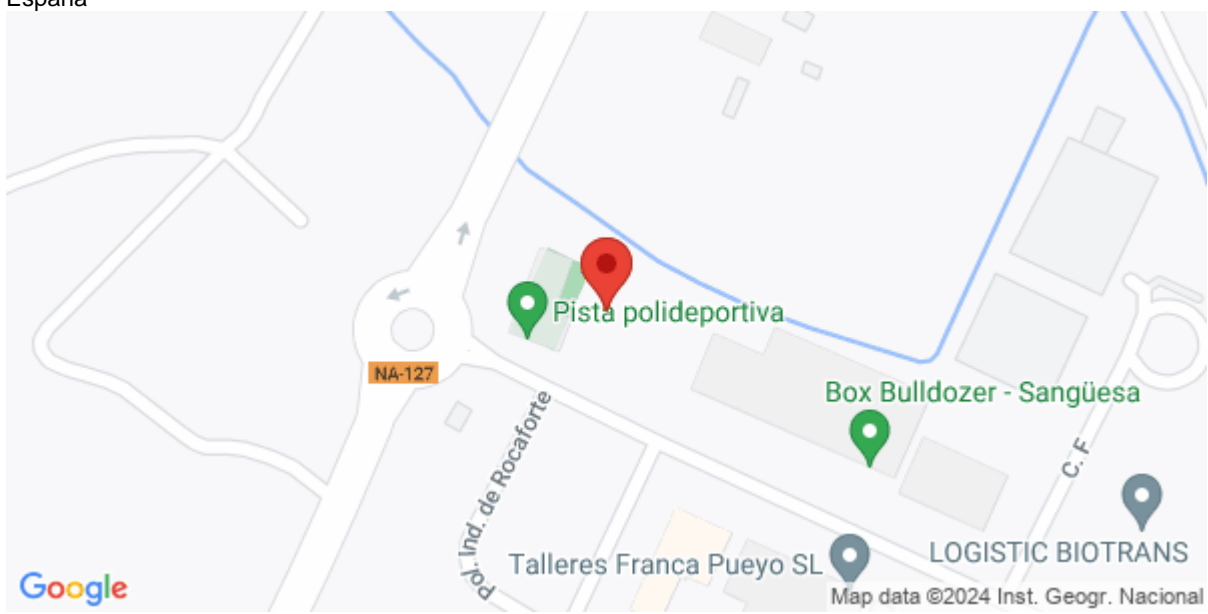 España
Pista polideportiva
NA-127
Box Bulldozer - Sangüesa
Pol. Ind. de Rocaforte
C. F
LOGISTIC BIOTRANS
Talleres Franca Pueyo SL
Google
Map data ©2024 Inst. Geogr. Nacional